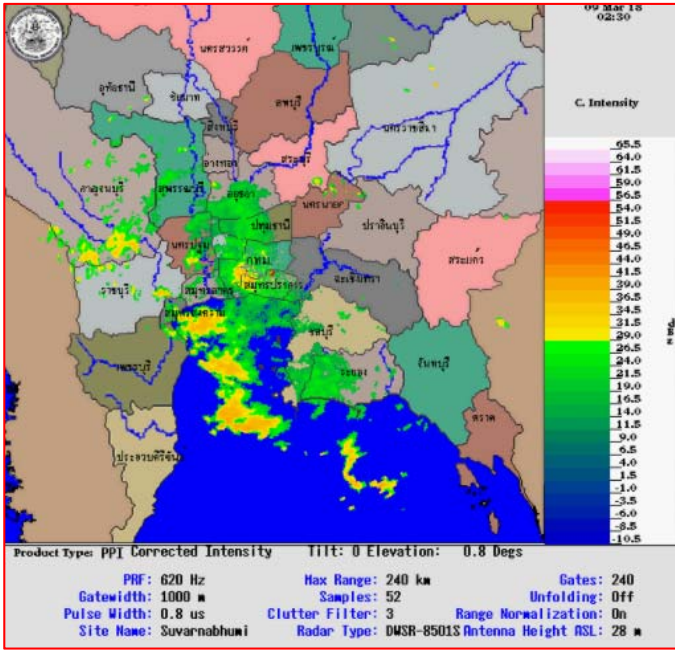 09 Mar 18
02:30
C. Intensity
นครสวรรค์
เพชรบูรณ์
อุทัยธานี
ชัยนาท
ลพบุรี
สิงหบุรี
นครราชสีมา
อ่างทอง
สระบุรี
กาญจนบุรี
สุพรรณบุรี
อยุธยา
นครนายก
ปทุมธานี
ปราจีนบุรี
นครปฐม
กทม
สระแก้ว
ราชบุรี
สมุทรสาคร
สมุทรปราการ
ฉะเชิงเทรา
สมุทรสงคราม
ชลบุรี
เพชรบุรี
ระยอง
จันทบุรี
ตราด
ประจวบคีรีขันธ์
65.5
64.0
61.5
59.0
56.5
54.0
51.5
49.0
46.5
44.0
41.5
39.0
36.5
34.0
31.5
29.0
26.5
24.0
21.5
19.0
16.5
14.0
11.5
9.0
6.5
4.0
1.5
-1.0
-3.5
-6.0
-8.5
-10.5
Product Type: PPI Corrected Intensity Tilt: 0 Elevation: 0.8 Degs
PRF: 620 Hz Max Range: 240 km Gates: 240
Gatewidth: 1000 m Samples: 52 Unfolding: Off
Pulse Width: 0.8 us Clutter Filter: 3 Range Normalization: On
Site Name: Suvarnabhumi Radar Type: DWSR-8501S Antenna Height ASL: 28 m